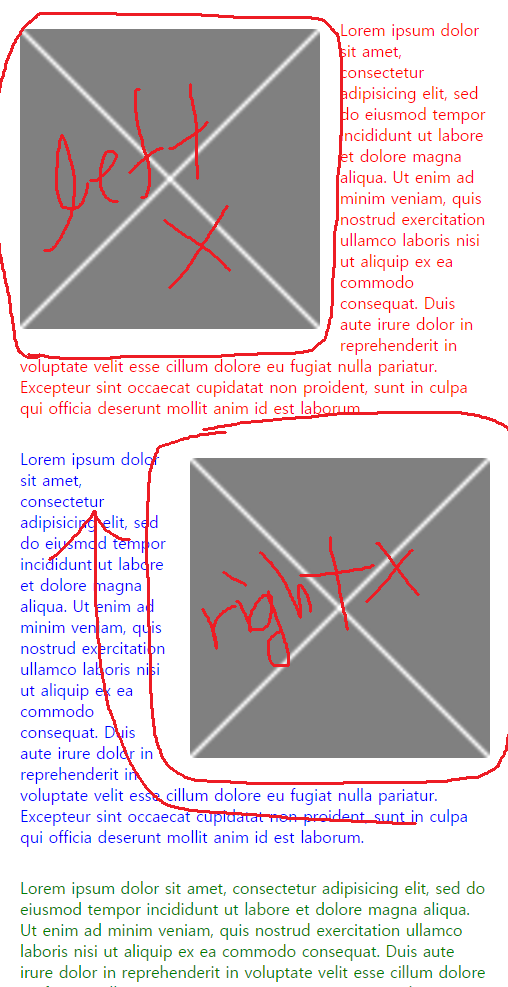 Lorem ipsum dolor
sit amet,
consectetur
adipisicing elit, sed
do eiusmod tempor
incididunt ut labore
et dolore magna
aliqua. Ut enim ad
minim veniam, quis
nostrud exercitation
ullamco laboris nisi
ut aliquip ex ea
commodo
consequat. Duis
aute irure dolor in
reprehenderit in
left
x
voluptate velit esse cillum dolore eu fugiat nulla pariatur.
Excepteur sint occaecat cupidatat non proident, sunt in culpa
qui officia deserunt mollit anim id est laborum.
Lorem ipsum dolor
sit amet,
consectetur
adipisicing elit, sed
do eiusmod tempor
incididunt ut labore
et dolore magna
aliqua. Ut enim ad
minim veniam, quis
nostrud exercitation
ullamco laboris nisi
ut aliquip ex ea
commodo
consequat. Duis
aute irure dolor in
reprehenderit in
right x
voluptate velit esse cillum dolore eu fugiat nulla pariatur.
Excepteur sint occaecat cupidatat non proident, sunt in culpa
qui officia deserunt mollit anim id est laborum.
Lorem ipsum dolor sit amet, consectetur adipisicing elit, sed do
eiusmod tempor incididunt ut labore et dolore magna aliqua.
Ut enim ad minim veniam, quis nostrud exercitation ullamco
laboris nisi ut aliquip ex ea commodo consequat. Duis aute
irure dolor in reprehenderit in voluptate velit esse cillum dolore